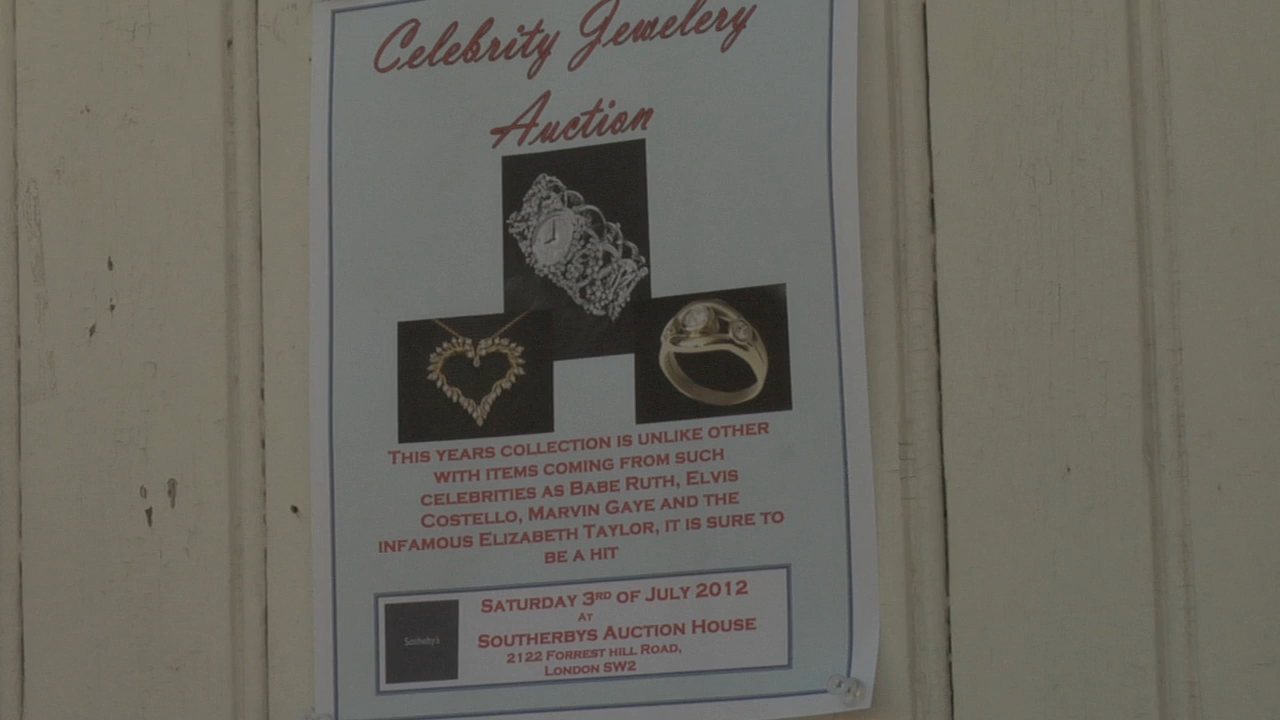 Celebrity Jewelery
Auction
THIS YEARS COLLECTION IS UNLIKE OTHER
WITH ITEMS COMING FROM SUCH
CELEBRITIES AS BABE RUTH, ELVIS
COSTELLO, MARVIN GAYE AND THE
INFAMOUS ELIZABETH TAYLOR, IT IS SURE TO
BE A HIT
Sotheby's
SATURDAY 3RD OF JULY 2012
AT
SOUTHERBYS AUCTION HOUSE
2122 FORREST HILL ROAD,
LONDON SW2